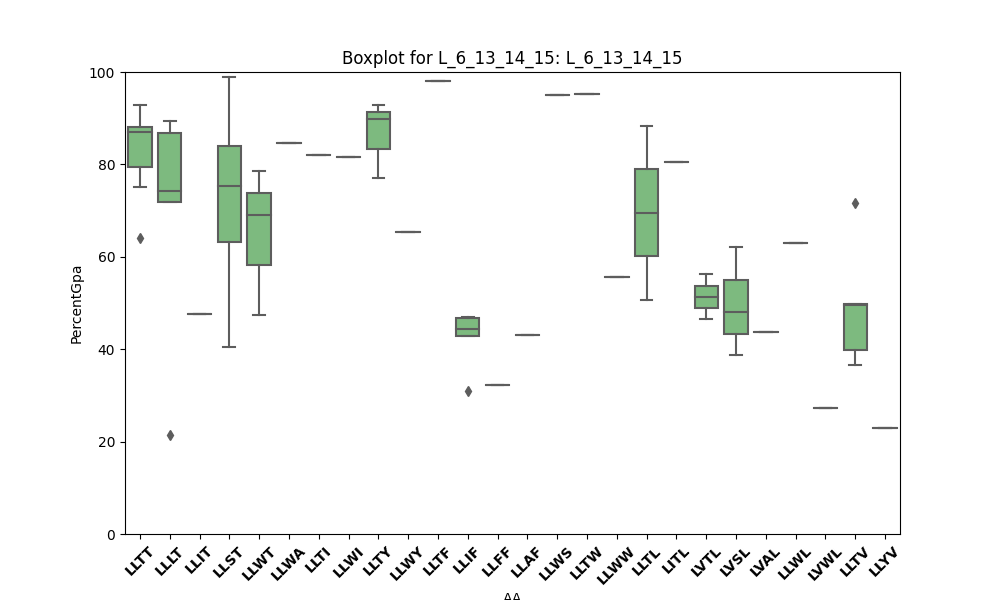 Boxplot for L_6_13_14_15: L_6_13_14_15
100
80
60
40
20
0
PercentGpa
LLTT LLLT LLIT LLST LLWT LLWA LLTI LLWI LLTY LLWY LLTF LLIF LLFF LLAF LLWS LLTW LLWW LLTL LITL LVTL LVSL LVAL LLWL LVWL LLTV LLYV
AA